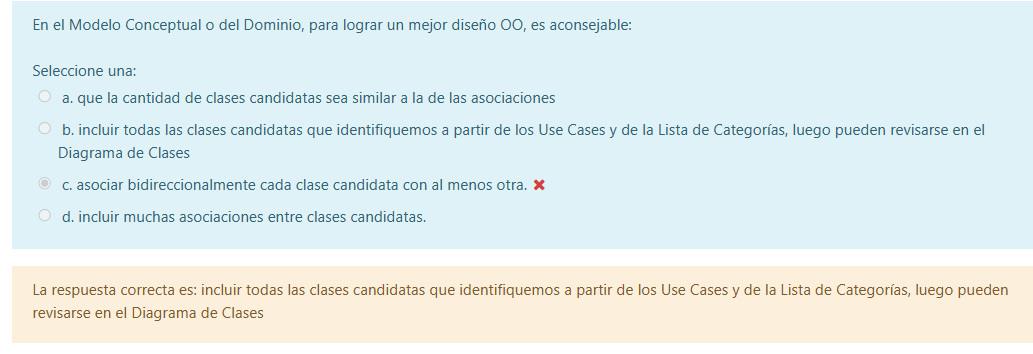 En el Modelo Conceptual o del Dominio, para lograr un mejor diseño OO, es aconsejable:
Seleccione una:
a. que la cantidad de clases candidatas sea similar a la de las asociaciones
b. incluir todas las clases candidatas que identifiquemos a partir de los Use Cases y de la Lista de Categorías, luego pueden revisarse en el
Diagrama de Clases
c. asociar bidireccionalmente cada clase candidata con al menos otra.
d. incluir muchas asociaciones entre clases candidatas.
La respuesta correcta es: incluir todas las clases candidatas que identifiquemos a partir de los Use Cases y de la Lista de Categorías, luego pueden
revisarse en el Diagrama de Clases